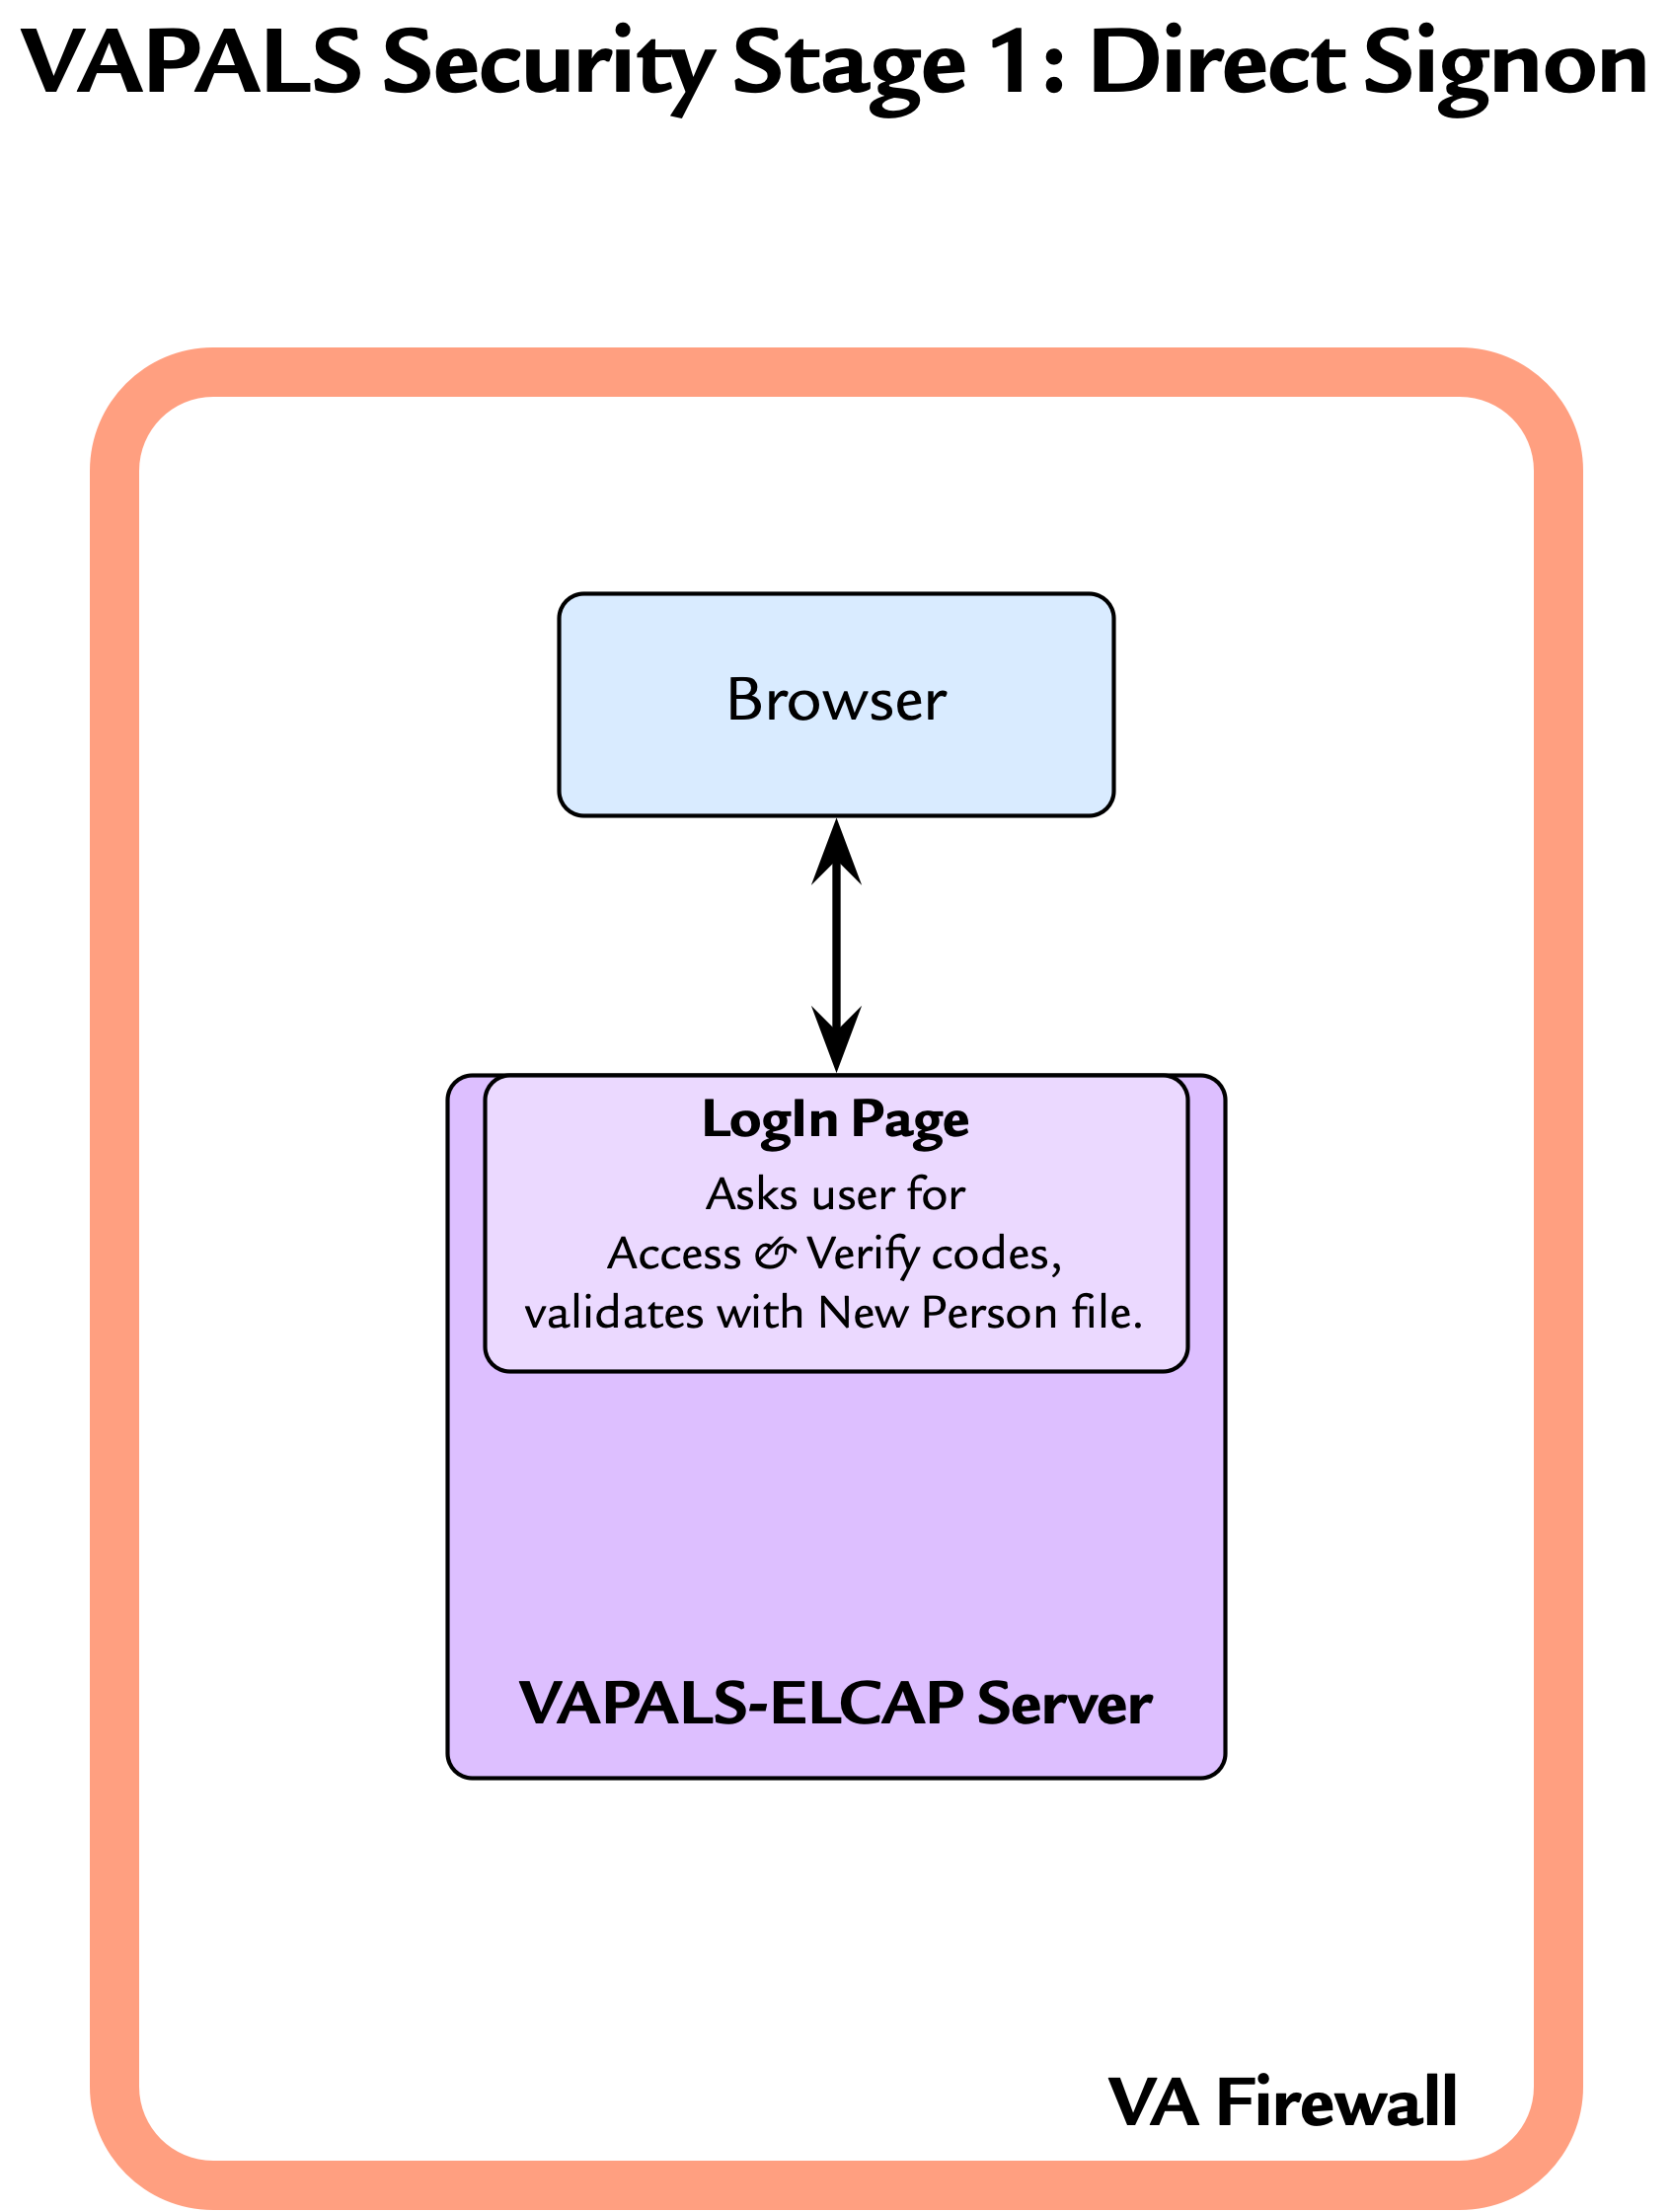 VAPALS Security Stage 1: Direct Signon
Browser
LogIn Page
Asks user for
Access & Verify codes,
validates with New Person file.
VAPALS-ELCAP Server
VA Firewall